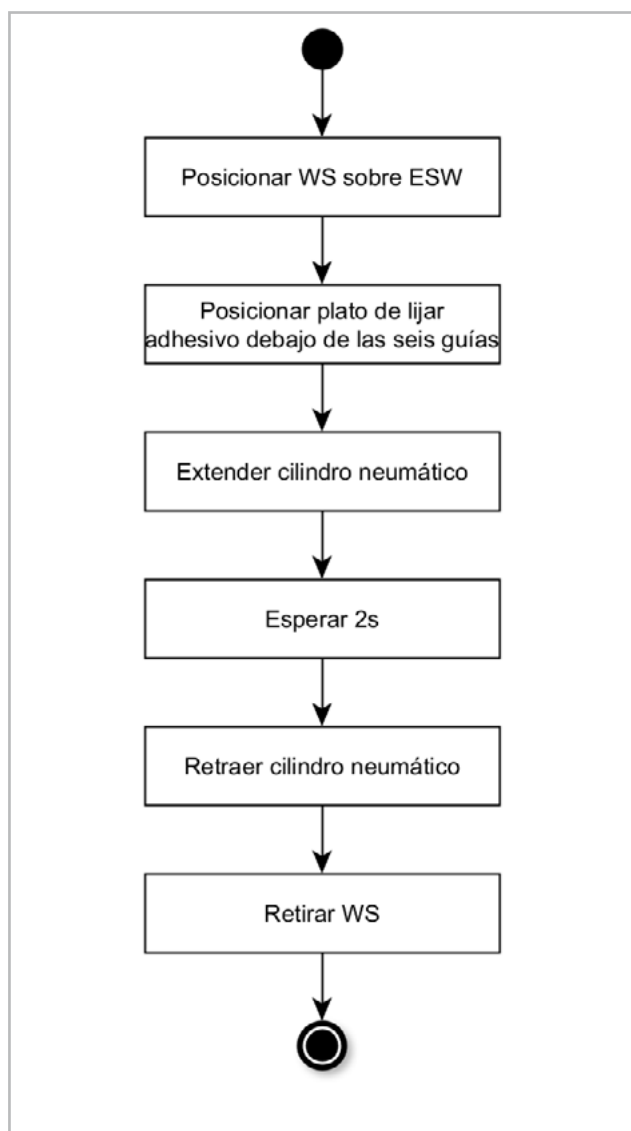 Posicionar WS sobre ESW
Posicionar plato de lijar
adhesivo debajo de las seis guías
Extender cilindro neumático
Esperar 2s
Retraer cilindro neumático
Retirar WS